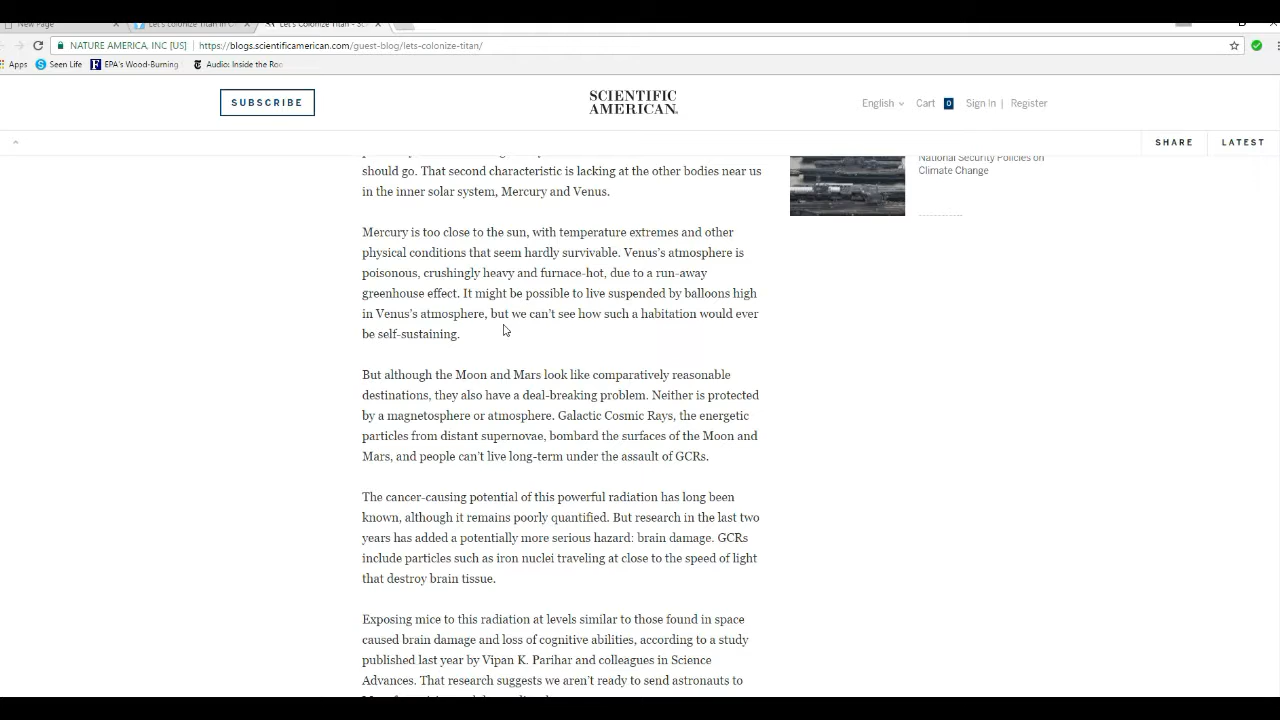 New Page
Let's colonize Titan in C
Let's Colonize Titan - S
NATURE AMERICA, INC [US] https://blogs.scientificamerican.com/guest-blog/lets-colonize-titan/
Apps Seen Life EPA's Wood-Burning Audio: Inside the Roo
SUBSCRIBE
SCIENTIFIC
AMERICAN
English Cart 0 Sign In | Register
SHARE LATEST
should go. That second characteristic is lacking at the other bodies near us
in the inner solar system, Mercury and Venus.
National Security Policies on
Climate Change
Mercury is too close to the sun, with temperature extremes and other
physical conditions that seem hardly survivable. Venus's atmosphere is
poisonous, crushingly heavy and furnace-hot, due to a run-away
greenhouse effect. It might be possible to live suspended by balloons high
in Venus's atmosphere, but we can't see how such a habitation would ever
be self-sustaining.
But although the Moon and Mars look like comparatively reasonable
destinations, they also have a deal-breaking problem. Neither is protected
by a magnetosphere or atmosphere. Galactic Cosmic Rays, the energetic
particles from distant supernovae, bombard the surfaces of the Moon and
Mars, and people can't live long-term under the assault of GCRs.
The cancer-causing potential of this powerful radiation has long been
known, although it remains poorly quantified. But research in the last two
years has added a potentially more serious hazard: brain damage. GCRs
include particles such as iron nuclei traveling at close to the speed of light
that destroy brain tissue.
Exposing mice to this radiation at levels similar to those found in space
caused brain damage and loss of cognitive abilities, according to a study
published last year by Vipan K. Parihar and colleagues in Science
Advances. That research suggests we aren't ready to send astronauts to